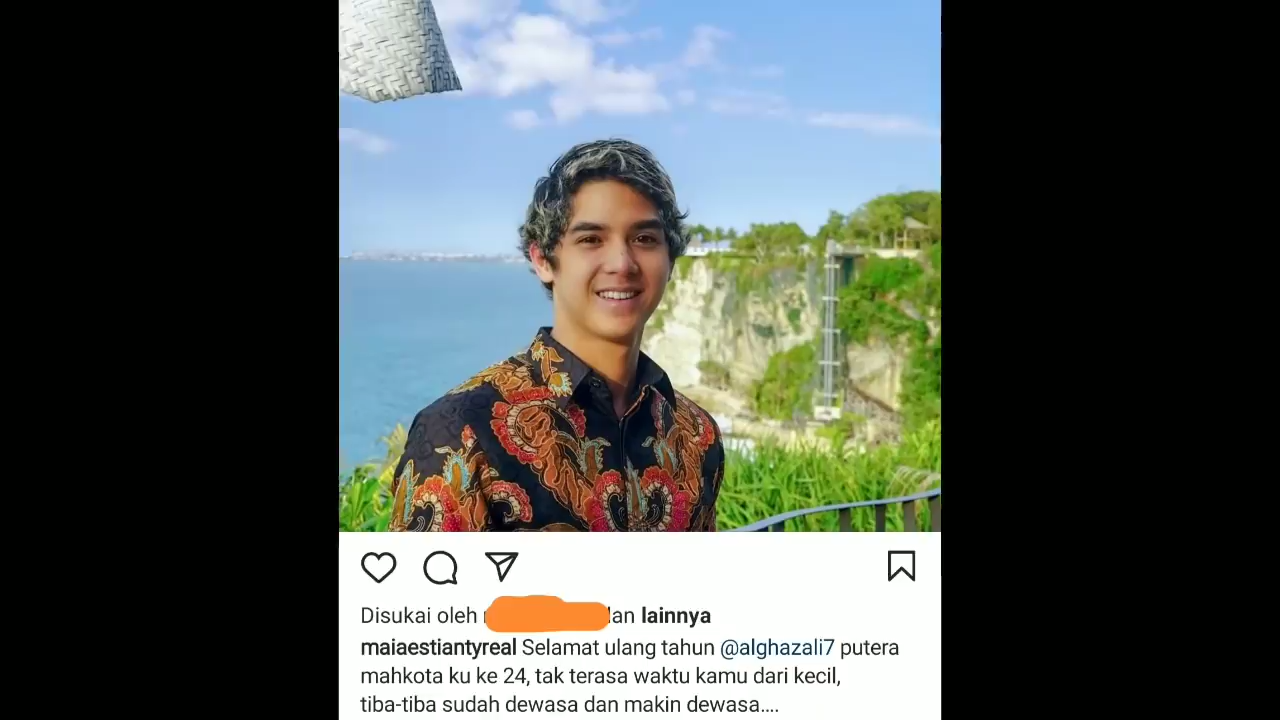 Disukai oleh lainnya
maiaestiantyreal Selamat ulang tahun @alghazali7 putera
mahkota ku ke 24, tak terasa waktu kamu dari kecil,
tiba-tiba sudah dewasa dan makin dewasa....